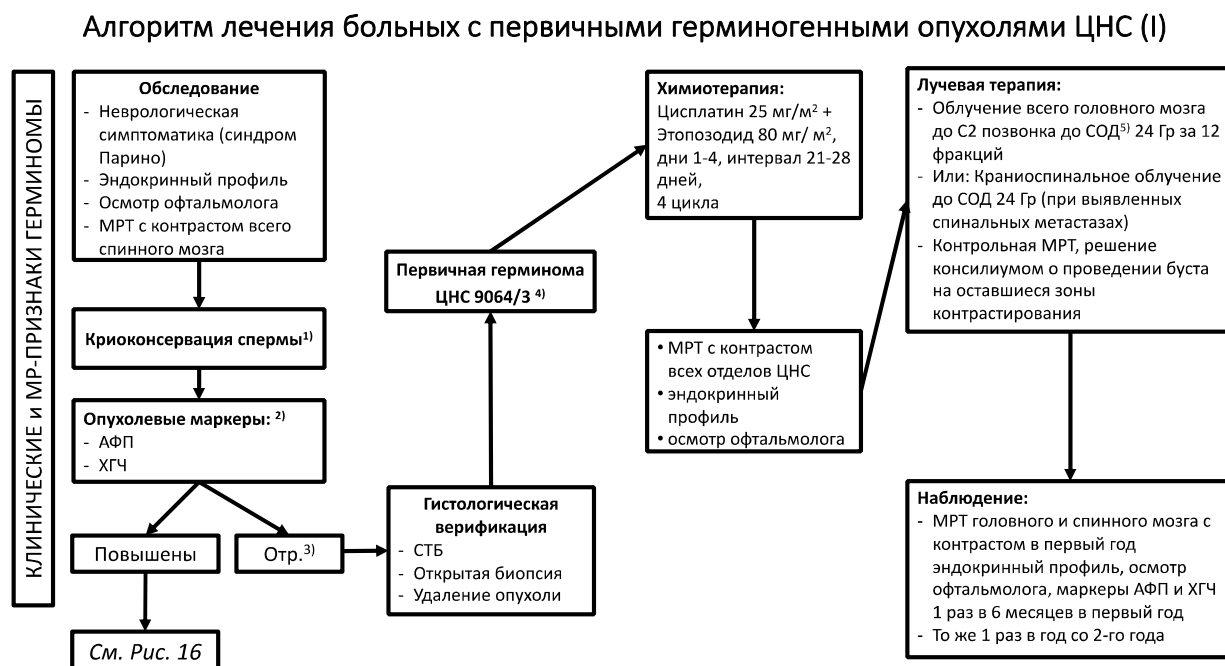 Алгоритм лечения больных с первичными герминогенными опухолями ЦНС (I)
КЛИНИЧЕСКИЕ и МР-ПРИЗНАКИ ГЕРМИНОМЫ
Обследование
- Неврологическая
симптоматика (синдром
Парино)
- Эндокринный профиль
- Осмотр офтальмолога
- МРТ с контрастом всего
спинного мозга
Криоконсервация спермы1)
Опухолевые маркеры: 2)
- АФП
- ХГЧ
Повышены
Отр.3)
См. Рис. 16
Гистологическая
верификация
- СТБ
- Открытая биопсия
- Удаление опухоли
Первичная герминома
ЦНС 9064/3 4)
Химиотерапия:
Цисплатин 25 мг/м2 +
Этопозодид 80 мг/ м2,
дни 1-4, интервал 21-28
дней,
4 цикла
• МРТ с контрастом
всех отделов ЦНС
• эндокринный
профиль
• осмотр офтальмолога
Лучевая терапия:
- Облучение всего головного мозга
до С2 позвонка до СОД5) 24 Гр за 12
фракций
- Или: Краниоспинальное облучение
до СОД 24 Гр (при выявленных
спинальных метастазах)
- Контрольная МРТ, решение
консилиумом о проведении буста
на оставшиеся зоны
контрастирования
Наблюдение:
- МРТ головного и спинного мозга с
контрастом в первый год
эндокринный профиль, осмотр
офтальмолога, маркеры АФП и ХГЧ
1 раз в 6 месяцев в первый год
- То же 1 раз в год со 2-го года